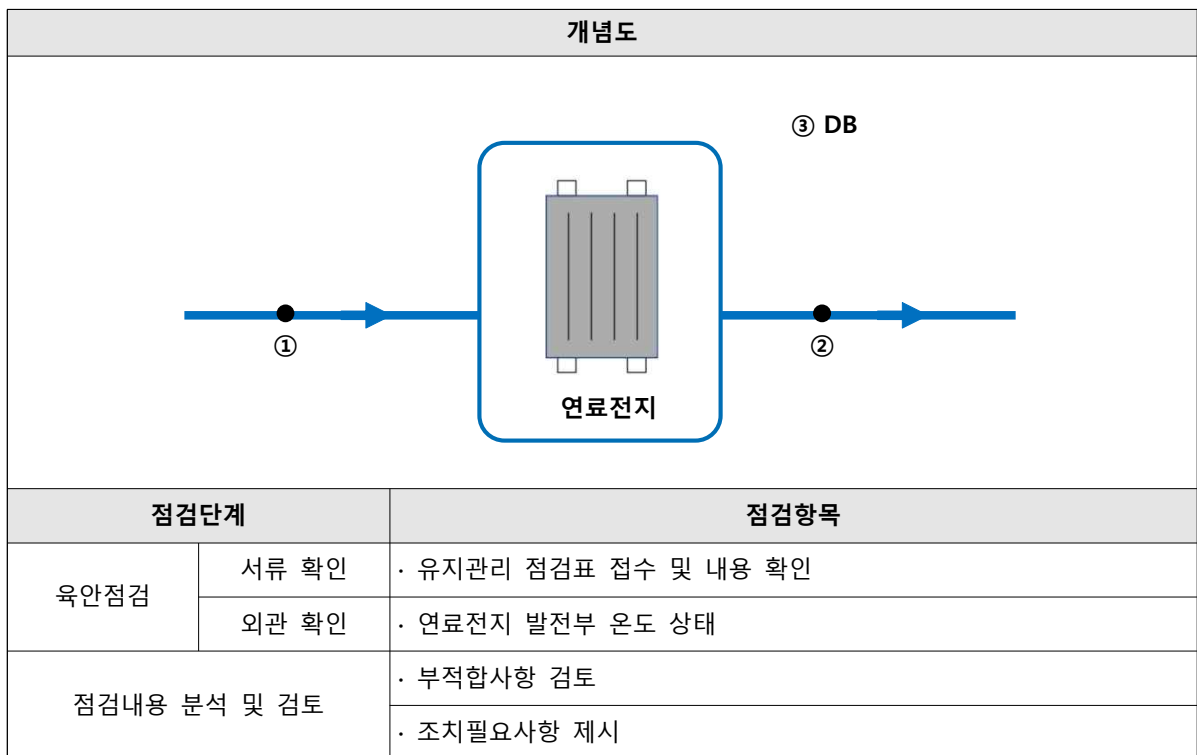 개념도
③ DB
①
②
연료전지
점검단계
점검항목
육안점검
서류 확인
· 유지관리 점검표 접수 및 내용 확인
외관 확인
· 연료전지 발전부 온도 상태
점검내용 분석 및 검토
· 부적합사항 검토
· 조치필요사항 제시